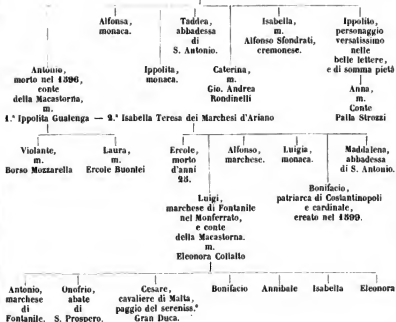 Alfonsa,
monaca.
Taddea,
abbadessa
di
S. Antonio.
Isabella,
m.
Alfonso Sfondrati,
cremonese.
Ippolito,
personaggio
versatissimo
nelle
belle lettere,
e di somma pietà
Antonio,
morto nel 1596,
conte
della Macastorna,
m.
Ippolita,
monaca.
Caterina,
m.
Gio. Andrea
Rondinelli
Anna,
m.
Conte
Palla Strozzi
1.ª Ippolita Gualenga — 2.ª Isabella Teresa dei Marchesi d'Ariano
Violante,
m.
Borso Mozzarella
Laura,
m.
Ercole Buonlei
Ercole,
morto
d'anni
23.
Alfonso,
marchese.
Luigia,
monaca.
Maddalena,
abbadessa
di S. Antonio.
Luigi,
marchese di Fontanile
nel Monferrato,
e conte
della Macastorna.
m.
Eleonora Collalto
Bonifacio,
patriarca di Costantinopoli
e cardinale,
creato nel 1599.
Antonio,
marchese
di
Fontanile.
Onofrio,
abate
di
S. Prospero.
Cesare,
cavaliere di Malta,
paggio del sereniss.º
Gran Duca.
Bonifacio
Annibale
Isabella
Eleonora